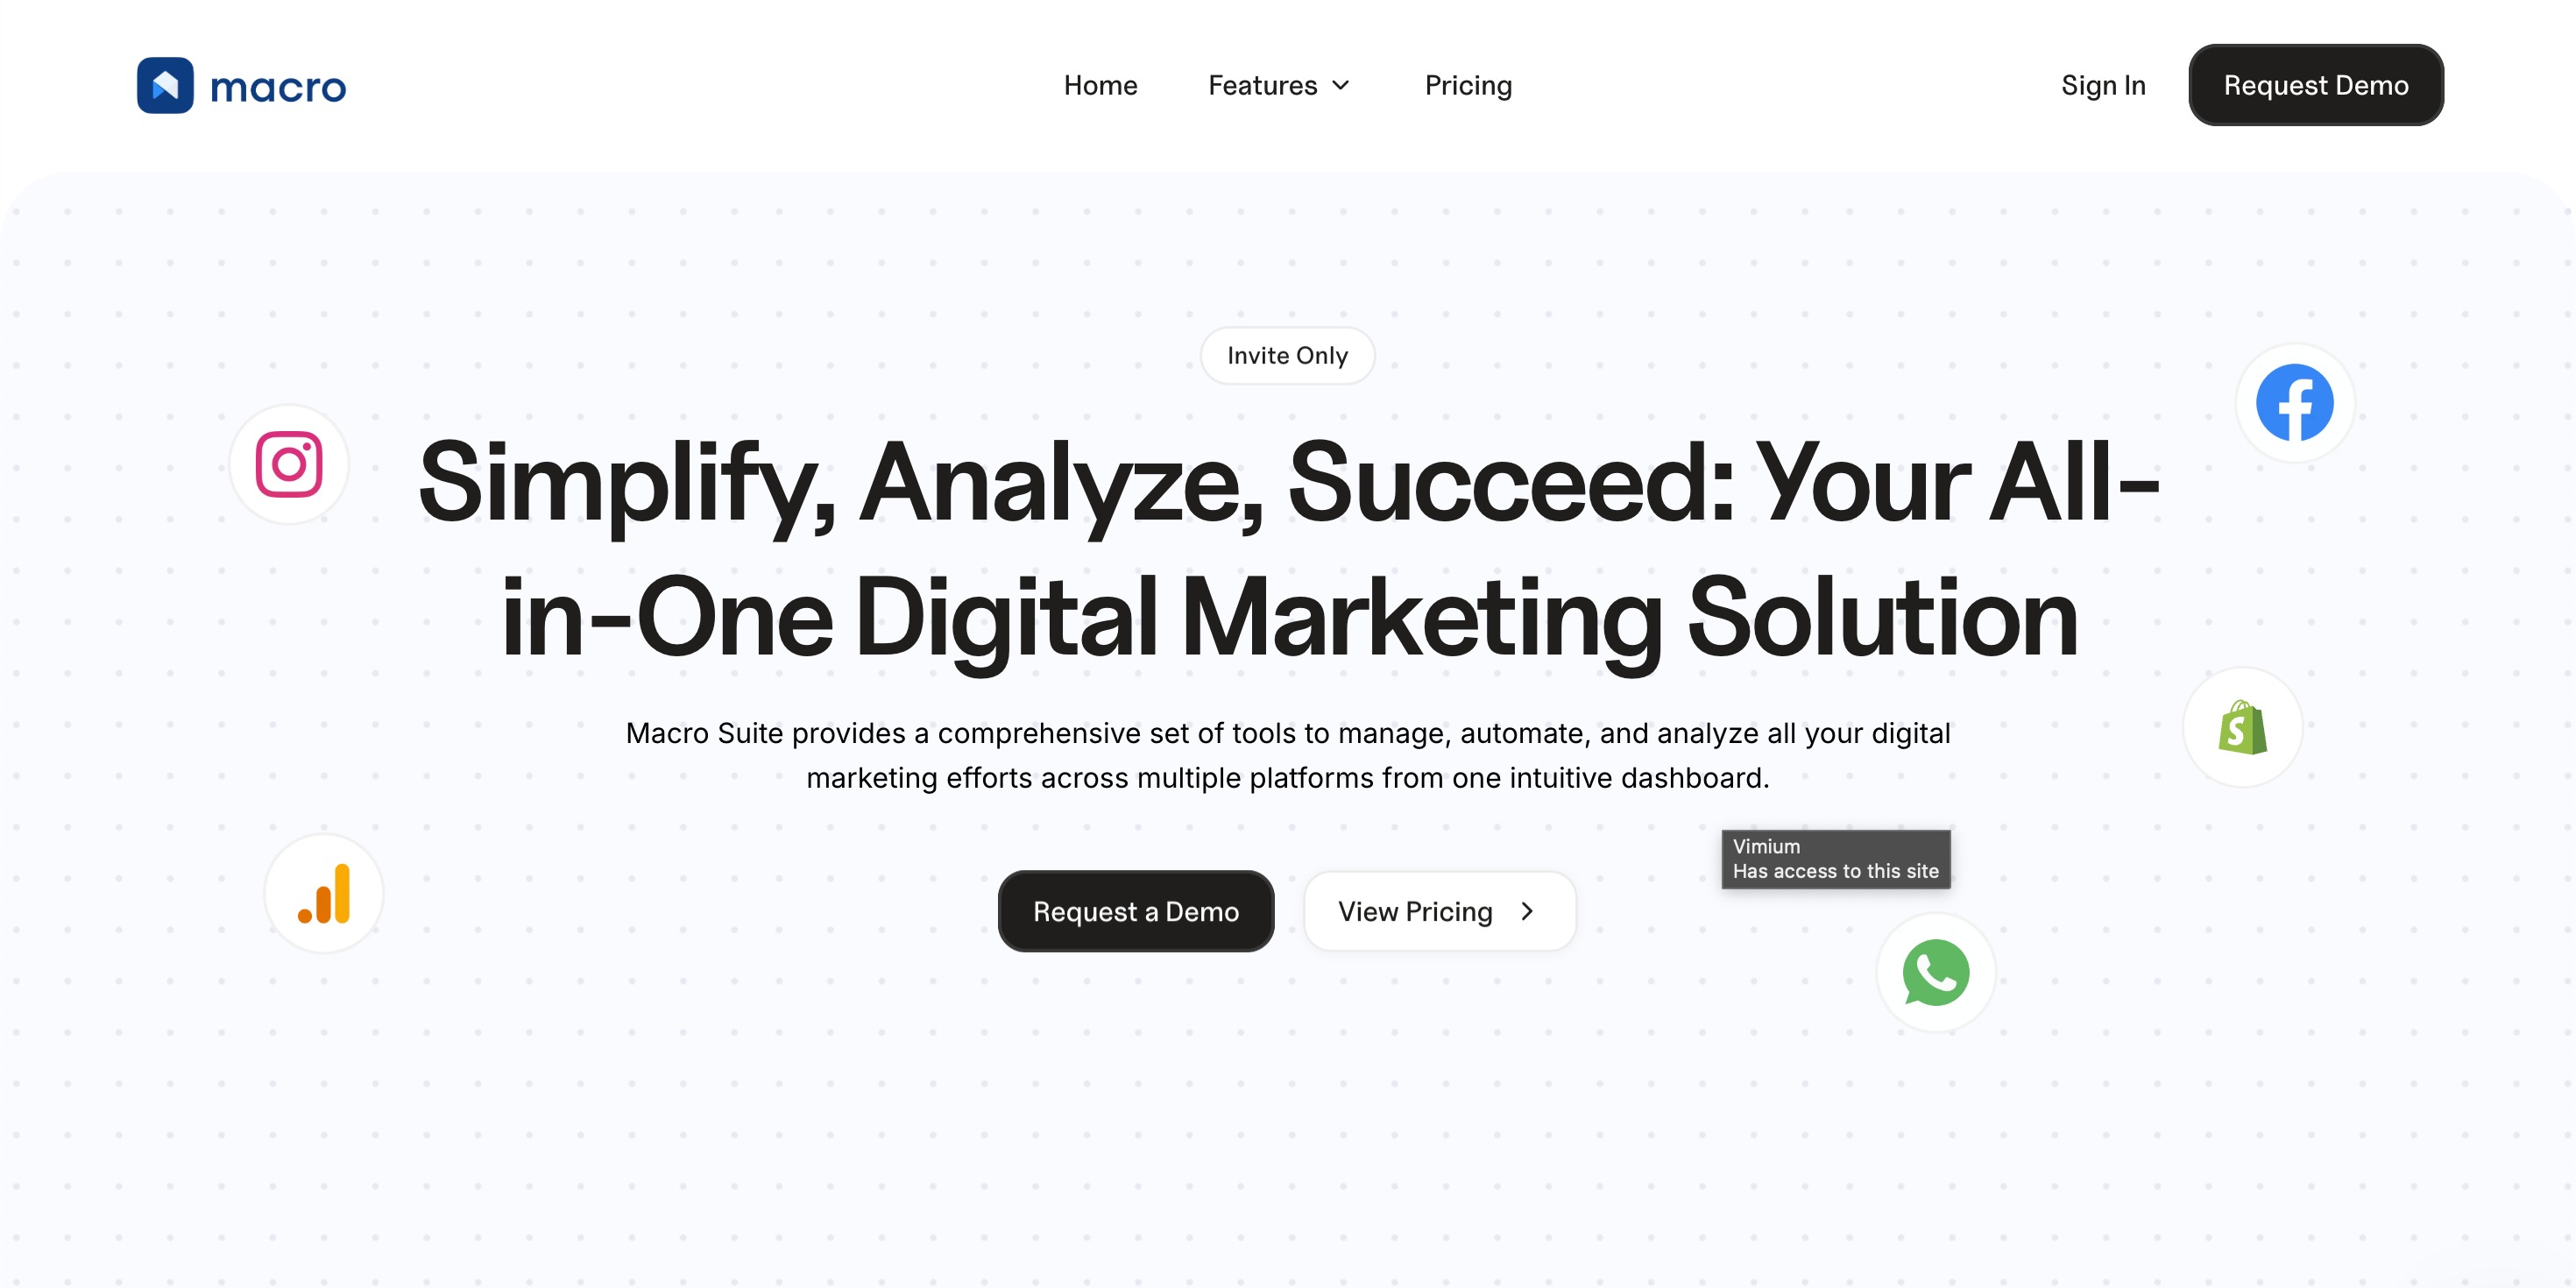 macro
Home
Features
Pricing
Sign In
Request Demo
Invite Only
Simplify, Analyze, Succeed: Your All-
in-One Digital Marketing Solution
Macro Suite provides a comprehensive set of tools to manage, automate, and analyze all your digital
marketing efforts across multiple platforms from one intuitive dashboard.
Vimium
Has access to this site
Request a Demo
View Pricing